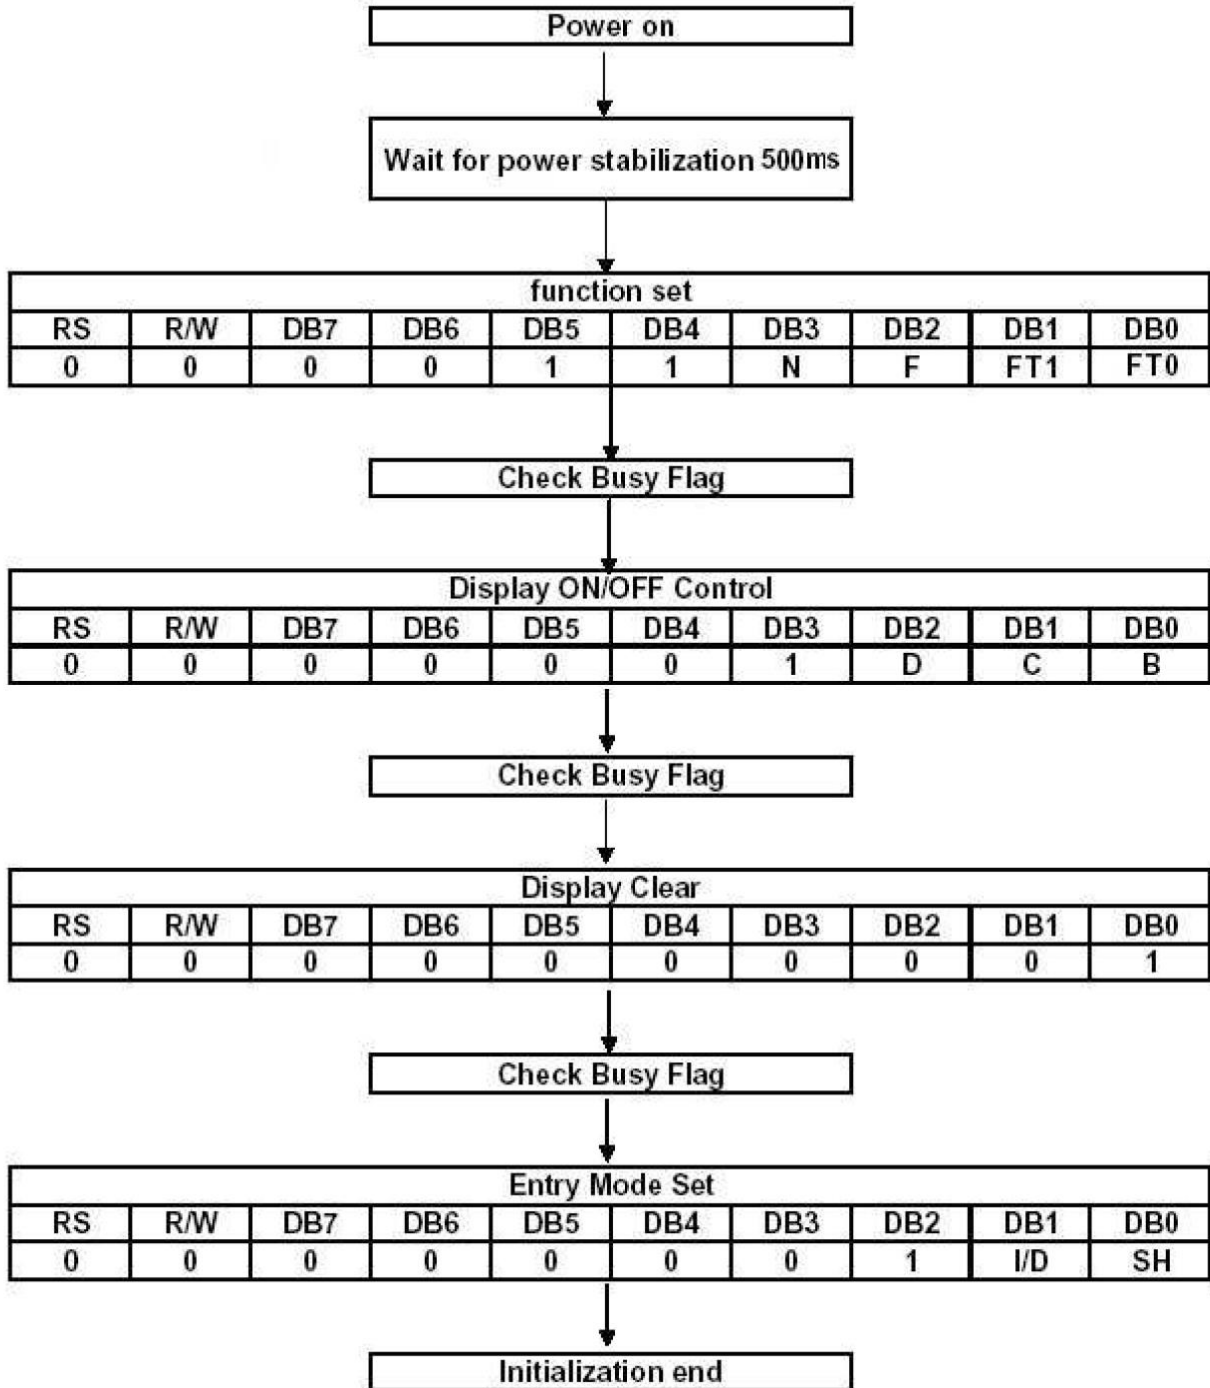 Power on
Wait for power stabilization 500ms
function set
RS R/W DB7 DB6 DB5 DB4 DB3 DB2 DB1 DB0
0 0 0 0 1 1 N F FT1 FT0
Check Busy Flag
Display ON/OFF Control
RS R/W DB7 DB6 DB5 DB4 DB3 DB2 DB1 DB0
0 0 0 0 0 0 1 D C B
Check Busy Flag
Display Clear
RS R/W DB7 DB6 DB5 DB4 DB3 DB2 DB1 DB0
0 0 0 0 0 0 0 0 0 1
Check Busy Flag
Entry Mode Set
RS R/W DB7 DB6 DB5 DB4 DB3 DB2 DB1 DB0
0 0 0 0 0 0 0 1 I/D SH
Initialization end